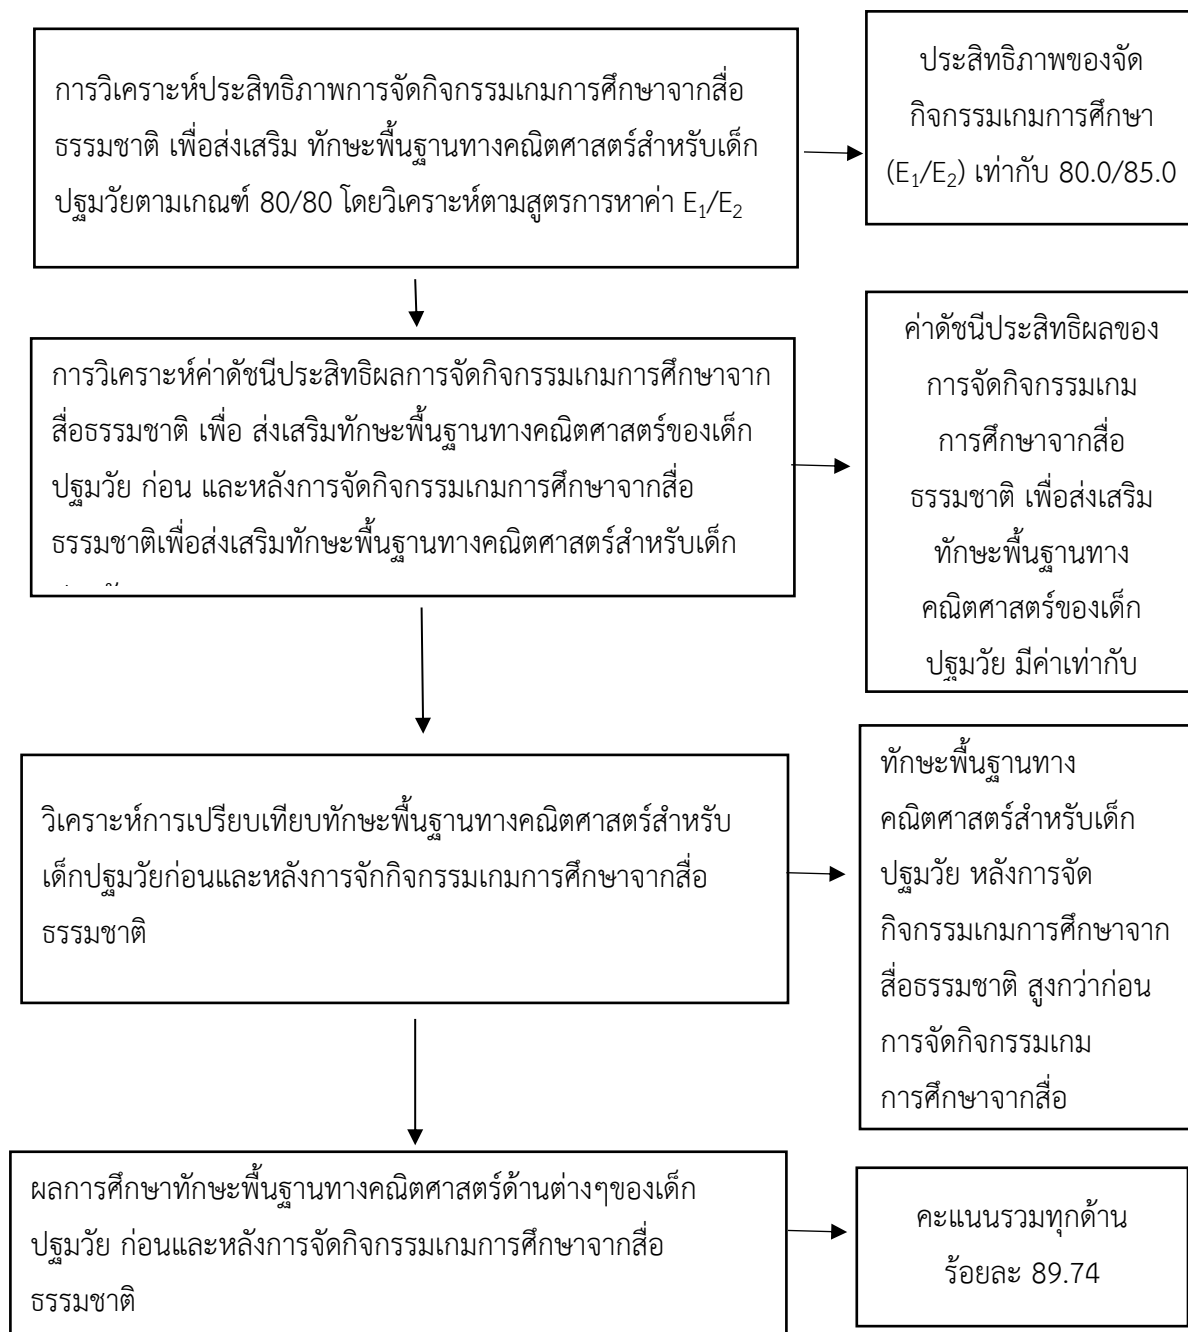 การวิเคราะห์ประสิทธิภาพการจัดกิจกรรมเกมการศึกษาจากสื่อ
ธรรมชาติ เพื่อส่งเสริม ทักษะพื้นฐานทางคณิตศาสตร์สำหรับเด็ก
ปฐมวัยตามเกณฑ์ 80/80 โดยวิเคราะห์ตามสูตรการหาค่า E₁/E₂
ประสิทธิภาพของจัด
กิจกรรมเกมการศึกษา
(E₁/E₂) เท่ากับ 80.0/85.0
การวิเคราะห์ค่าดัชนีประสิทธิผลการจัดกิจกรรมเกมการศึกษาจาก
สื่อธรรมชาติ เพื่อ ส่งเสริมทักษะพื้นฐานทางคณิตศาสตร์ของเด็ก
ปฐมวัย ก่อน และหลังการจัดกิจกรรมเกมการศึกษาจากสื่อ
ธรรมชาติเพื่อส่งเสริมทักษะพื้นฐานทางคณิตศาสตร์สำหรับเด็ก
ค่าดัชนีประสิทธิผลของ
การจัดกิจกรรมเกม
การศึกษาจากสื่อ
ธรรมชาติ เพื่อส่งเสริม
ทักษะพื้นฐานทาง
คณิตศาสตร์ของเด็ก
ปฐมวัย มีค่าเท่ากับ
วิเคราะห์การเปรียบเทียบทักษะพื้นฐานทางคณิตศาสตร์สำหรับ
เด็กปฐมวัยก่อนและหลังการจักกิจกรรมเกมการศึกษาจากสื่อ
ธรรมชาติ
ทักษะพื้นฐานทาง
คณิตศาสตร์สำหรับเด็ก
ปฐมวัย หลังการจัด
กิจกรรมเกมการศึกษาจาก
สื่อธรรมชาติ สูงกว่าก่อน
การจัดกิจกรรมเกม
การศึกษาจากสื่อ
ผลการศึกษาทักษะพื้นฐานทางคณิตศาสตร์ด้านต่างๆของเด็ก
ปฐมวัย ก่อนและหลังการจัดกิจกรรมเกมการศึกษาจากสื่อ
ธรรมชาติ
คะแนนรวมทุกด้าน
ร้อยละ 89.74